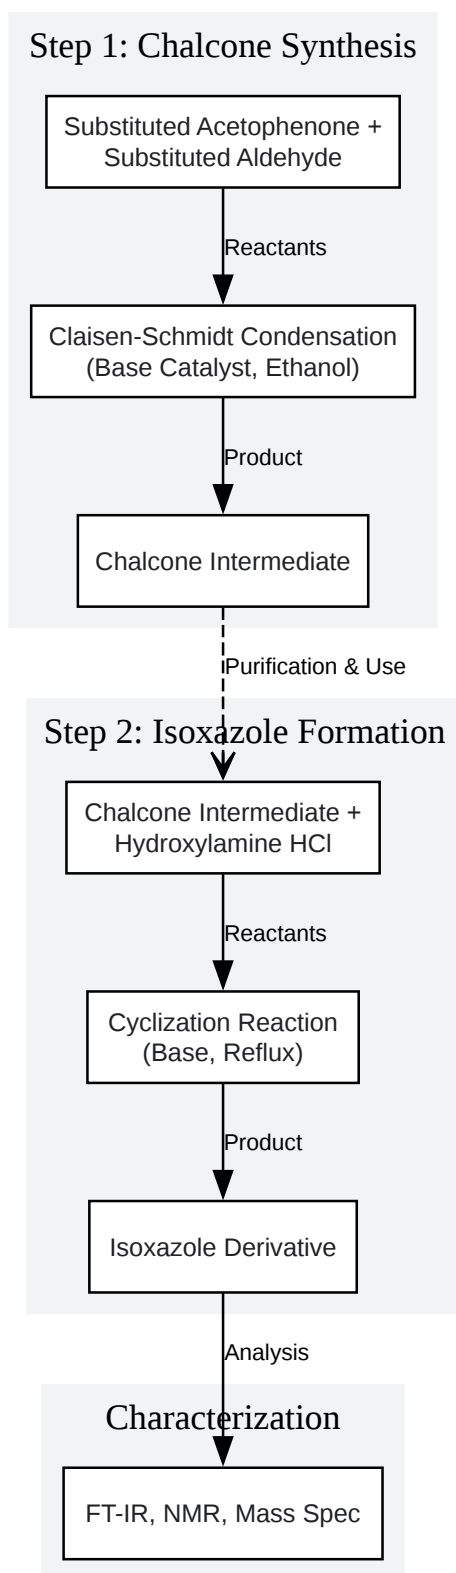 Step 1: Chalcone Synthesis
Substituted Acetophenone +
Substituted Aldehyde
Reactants
Claisen-Schmidt Condensation
(Base Catalyst, Ethanol)
Product
Chalcone Intermediate
Purification & Use
Step 2: Isoxazole Formation
Chalcone Intermediate +
Hydroxylamine HCl
Reactants
Cyclization Reaction
(Base, Reflux)
Product
Isoxazole Derivative
Analysis
Characterization
FT-IR, NMR, Mass Spec